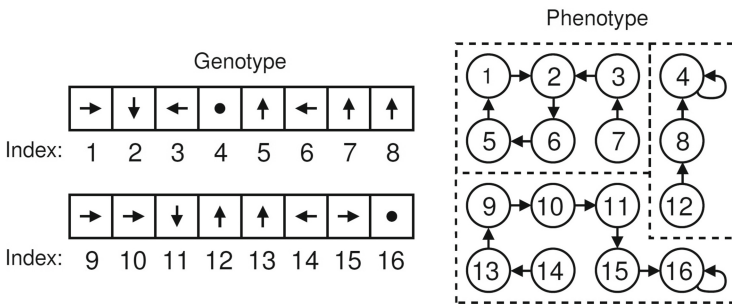 Phenotype
Genotype
→ ↓ ← • ↑ ← ↑ ↑
Index: 1 2 3 4 5 6 7 8
→ → ↓ ↑ ↑ ← → •
Index: 9 10 11 12 13 14 15 16
1 2 3 4
5 6 7 8
9 10 11 12
13 14 15 16